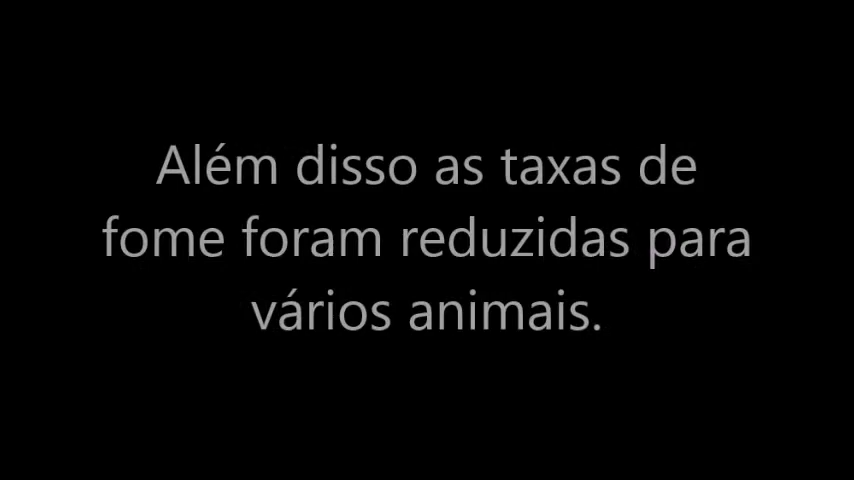 Além disso as taxas de
fome foram reduzidas para
vários animais.